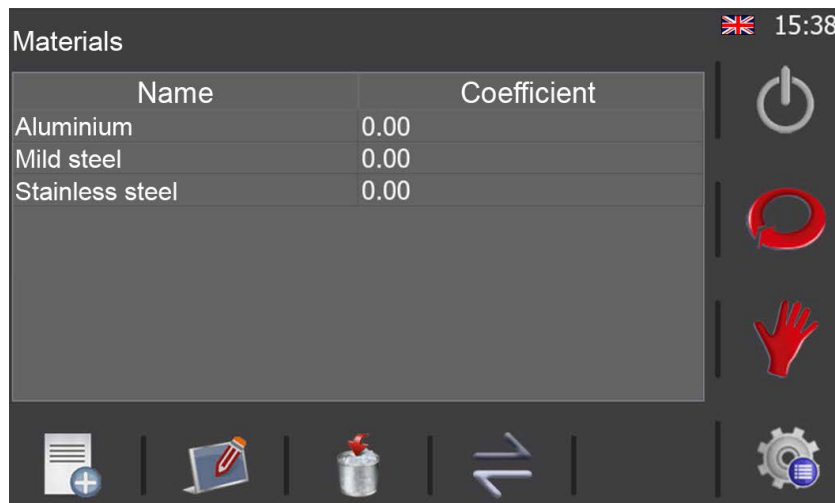 15:38
Materials
Name Coefficient
Aluminium 0.00
Mild steel 0.00
Stainless steel 0.00